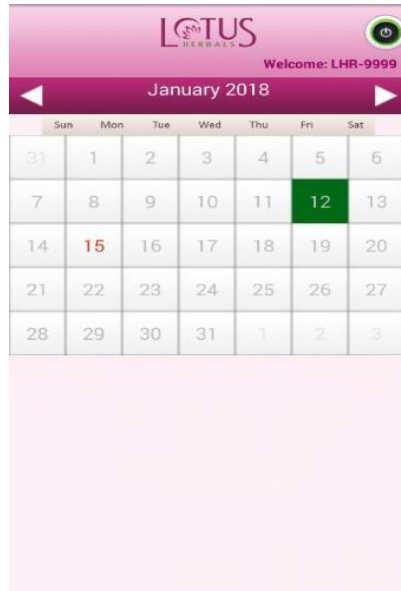 LOTUS
HERBALS
Welcome: LHR-9999
January 2018
Sun Mon Tue Wed Thu Fri Sat
31 1 2 3 4 5 6
7 8 9 10 11 12 13
14 15 16 17 18 19 20
21 22 23 24 25 26 27
28 29 30 31 1 2 3